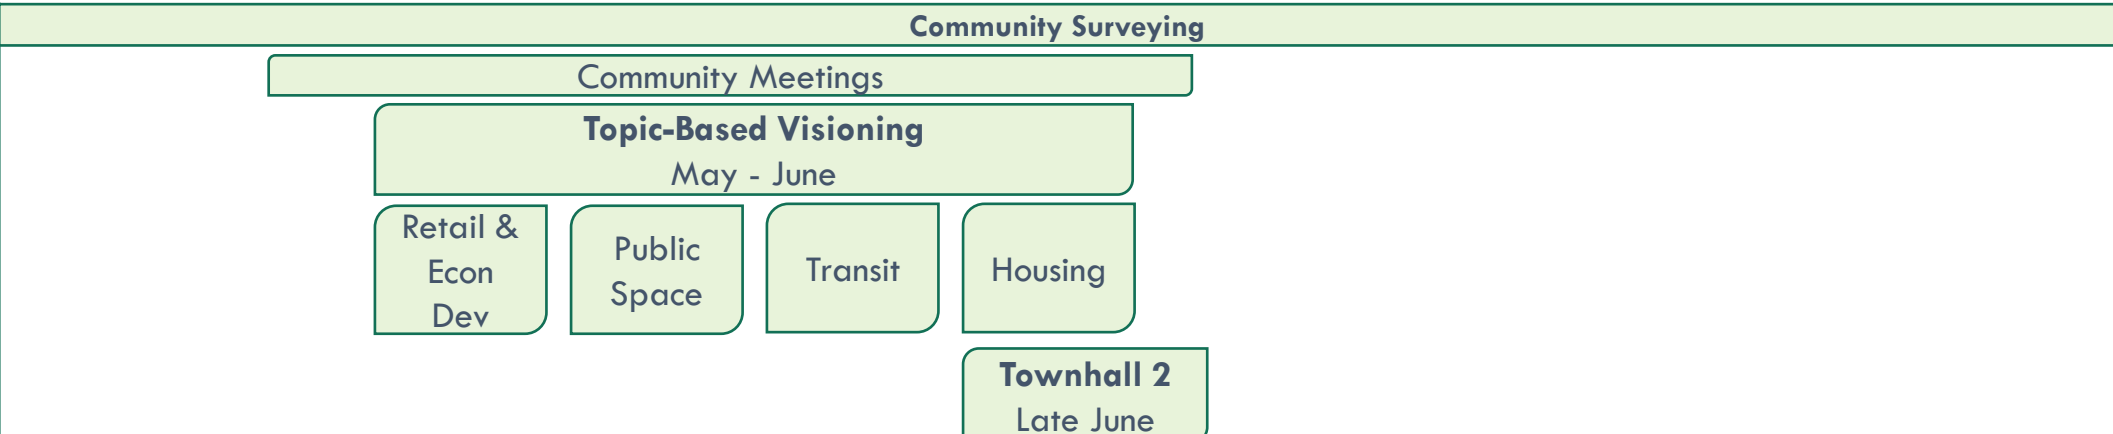 Community Surveying
Community Meetings
Topic-Based Visioning
May - June
Retail &
Econ
Dev
Public
Space
Transit
Housing
Townhall 2
Late June